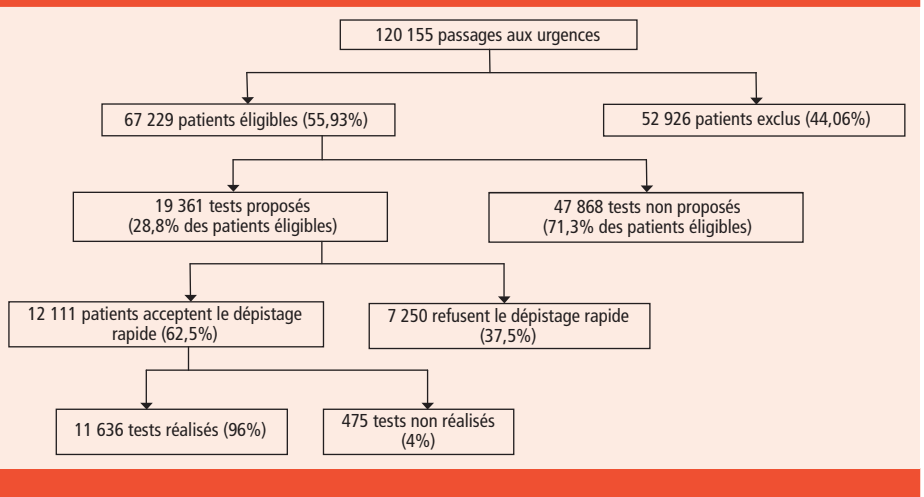 120 155 passages aux urgences
67 229 patients éligibles (55,93%)
52 926 patients exclus (44,06%)
19 361 tests proposés
(28,8% des patients éligibles)
47 868 tests non proposés
(71,3% des patients éligibles)
12 111 patients acceptent le dépistage
rapide (62,5%)
7 250 refusent le dépistage rapide
(37,5%)
11 636 tests réalisés (96%)
475 tests non réalisés
(4%)